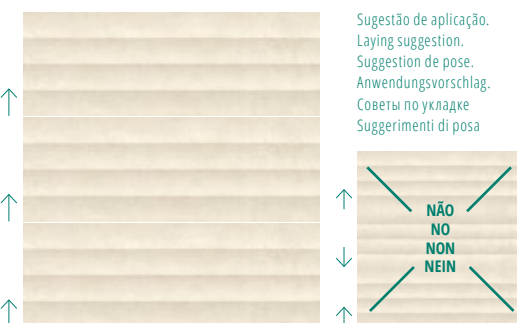 Sugestão de aplicação.
Laying suggestion.
Suggestion de pose.
Anwendungsvorschlag.
Советы по укладке
Suggerimenti di posa
NÃO
NO
NON
NEIN